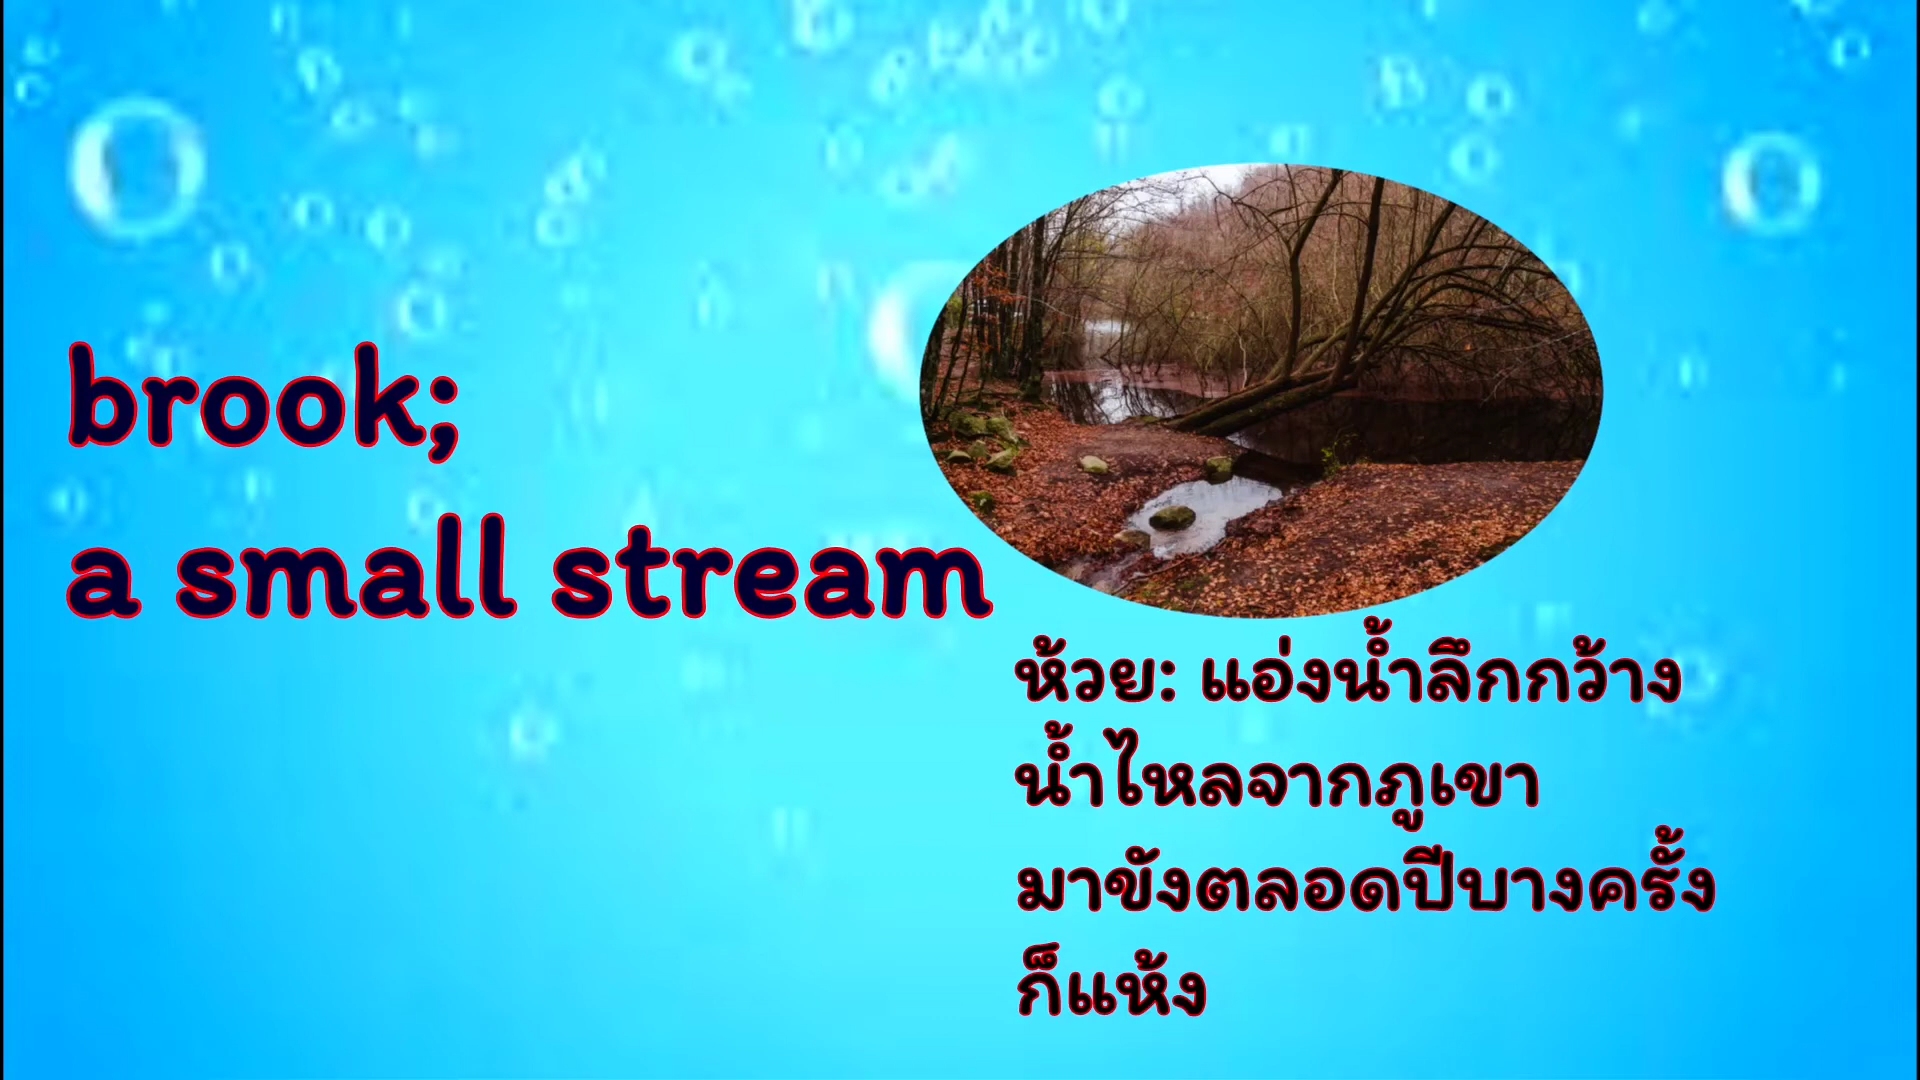 brook;
a small stream
ห้วย: แอ่งน้ำลึกกว้าง
น้ำไหลจากภูเขา
มาขังตลอดปีบางครั้ง
ก็แห้ง